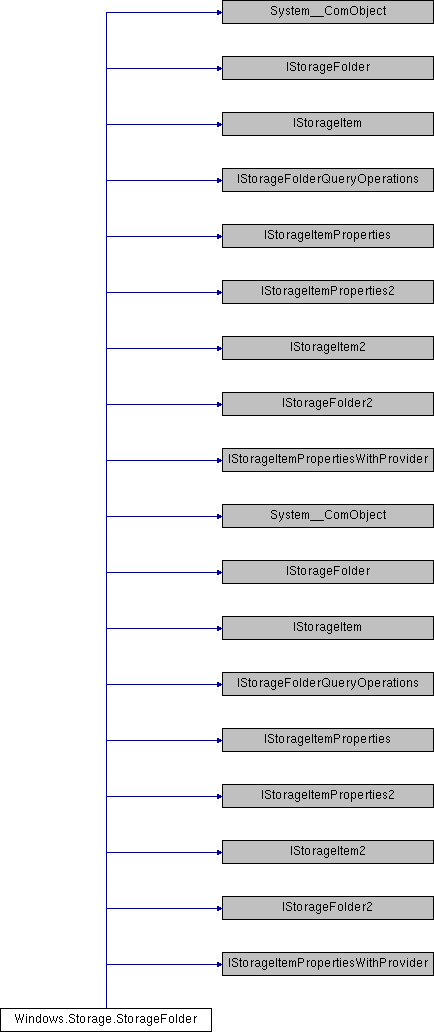 System__ComObject
IStorageFolder
IStorageItem
IStorageFolderQueryOperations
IStorageItemProperties
IStorageItemProperties2
IStorageItem2
IStorageFolder2
IStorageItemPropertiesWithProvider
System__ComObject
IStorageFolder
IStorageItem
IStorageFolderQueryOperations
IStorageItemProperties
IStorageItemProperties2
IStorageItem2
IStorageFolder2
IStorageItemPropertiesWithProvider
Windows.Storage.StorageFolder